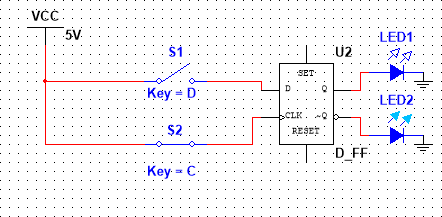 VCC
5V
S1
Key = D
S2
Key = C
U2
SET
D Q
CLK ~Q
RESET
D_FF
LED1
LED2